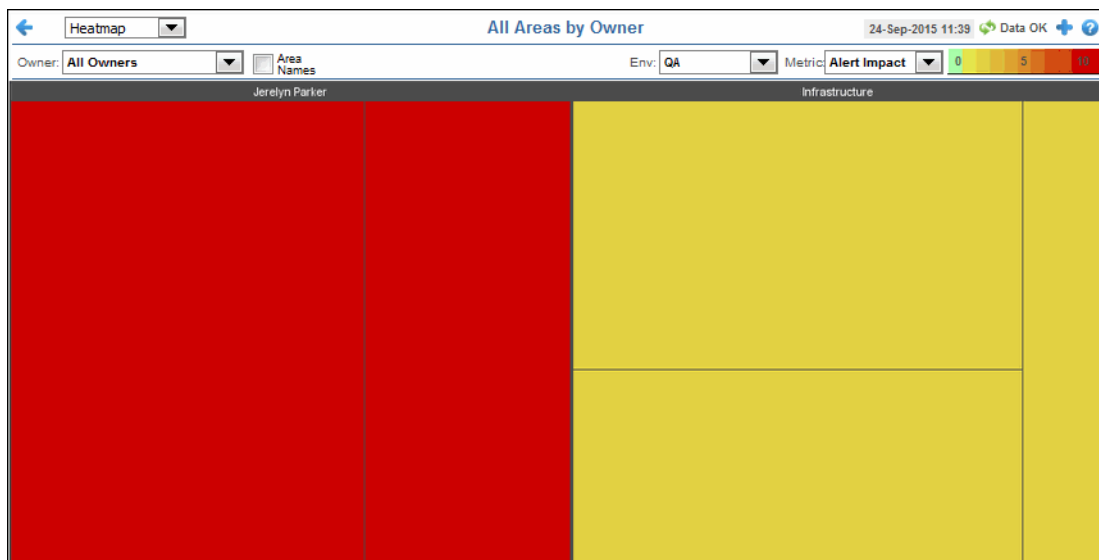 Heatmap All Areas by Owner 24-Sep-2015 11:39 Data OK
Owner: All Owners Area Names Env: QA Metric: Alert Impact 0 5 10
Jerelyn Parker Infrastructure